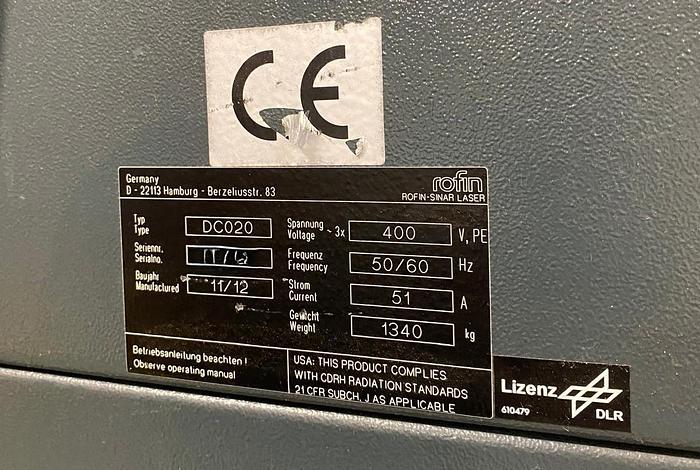 CE
Germany
D - 22113 Hamburg - Berzeliusstr. 83
rofin
ROFIN-SINAR LASER
Typ
Type
DC020
Spannung
Voltage
~ 3x
400
V, PE
Seriennr.
Serialno.
Frequenz
Frequency
50/60
Hz
Baujahr
Manufactured
11/12
Strom
Current
51
A
Gewicht
Weight
1340
kg
Betriebsanleitung beachten!
Observe operating manual
USA: THIS PRODUCT COMPLIES
WITH CDRH RADIATION STANDARDS
21 CFR SUBCH. J AS APPLICABLE
Lizenz
610479
DLR